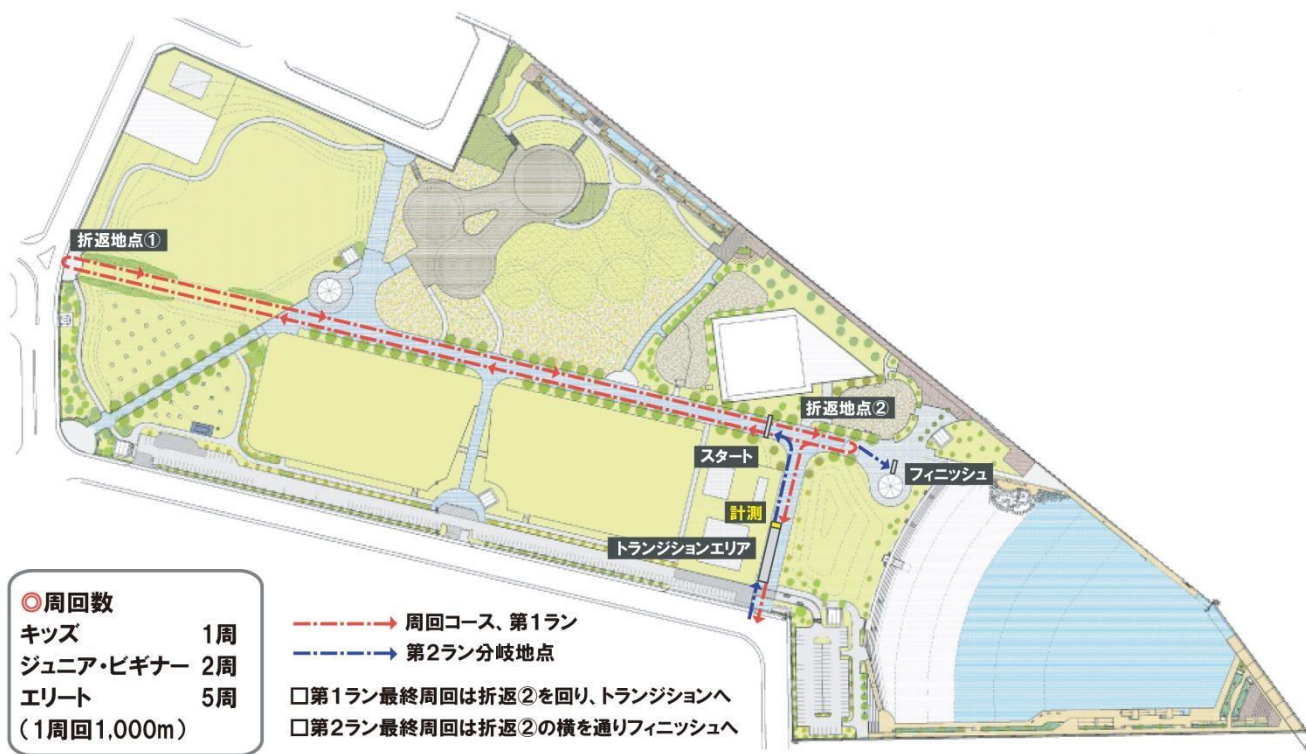 折返地点①
折返地点②
スタート
フィニッシュ
計測
トランジションエリア
◎周回数
キッズ 1周
ジュニア・ビギナー 2周
エリート 5周
(1周回1,000m)
周回コース、第1ラン
第2ラン分岐地点
□第1ラン最終周回は折返②を回り、トランジションへ
□第2ラン最終周回は折返②の横を通りフィニッシュへ